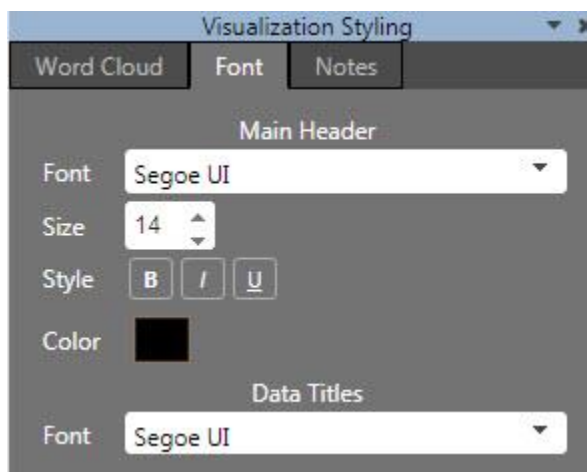 Visualization Styling
Word Cloud Font Notes
Main Header
Font Segoe UI
Size 14
Style B I U
Color
Data Titles
Font Segoe UI